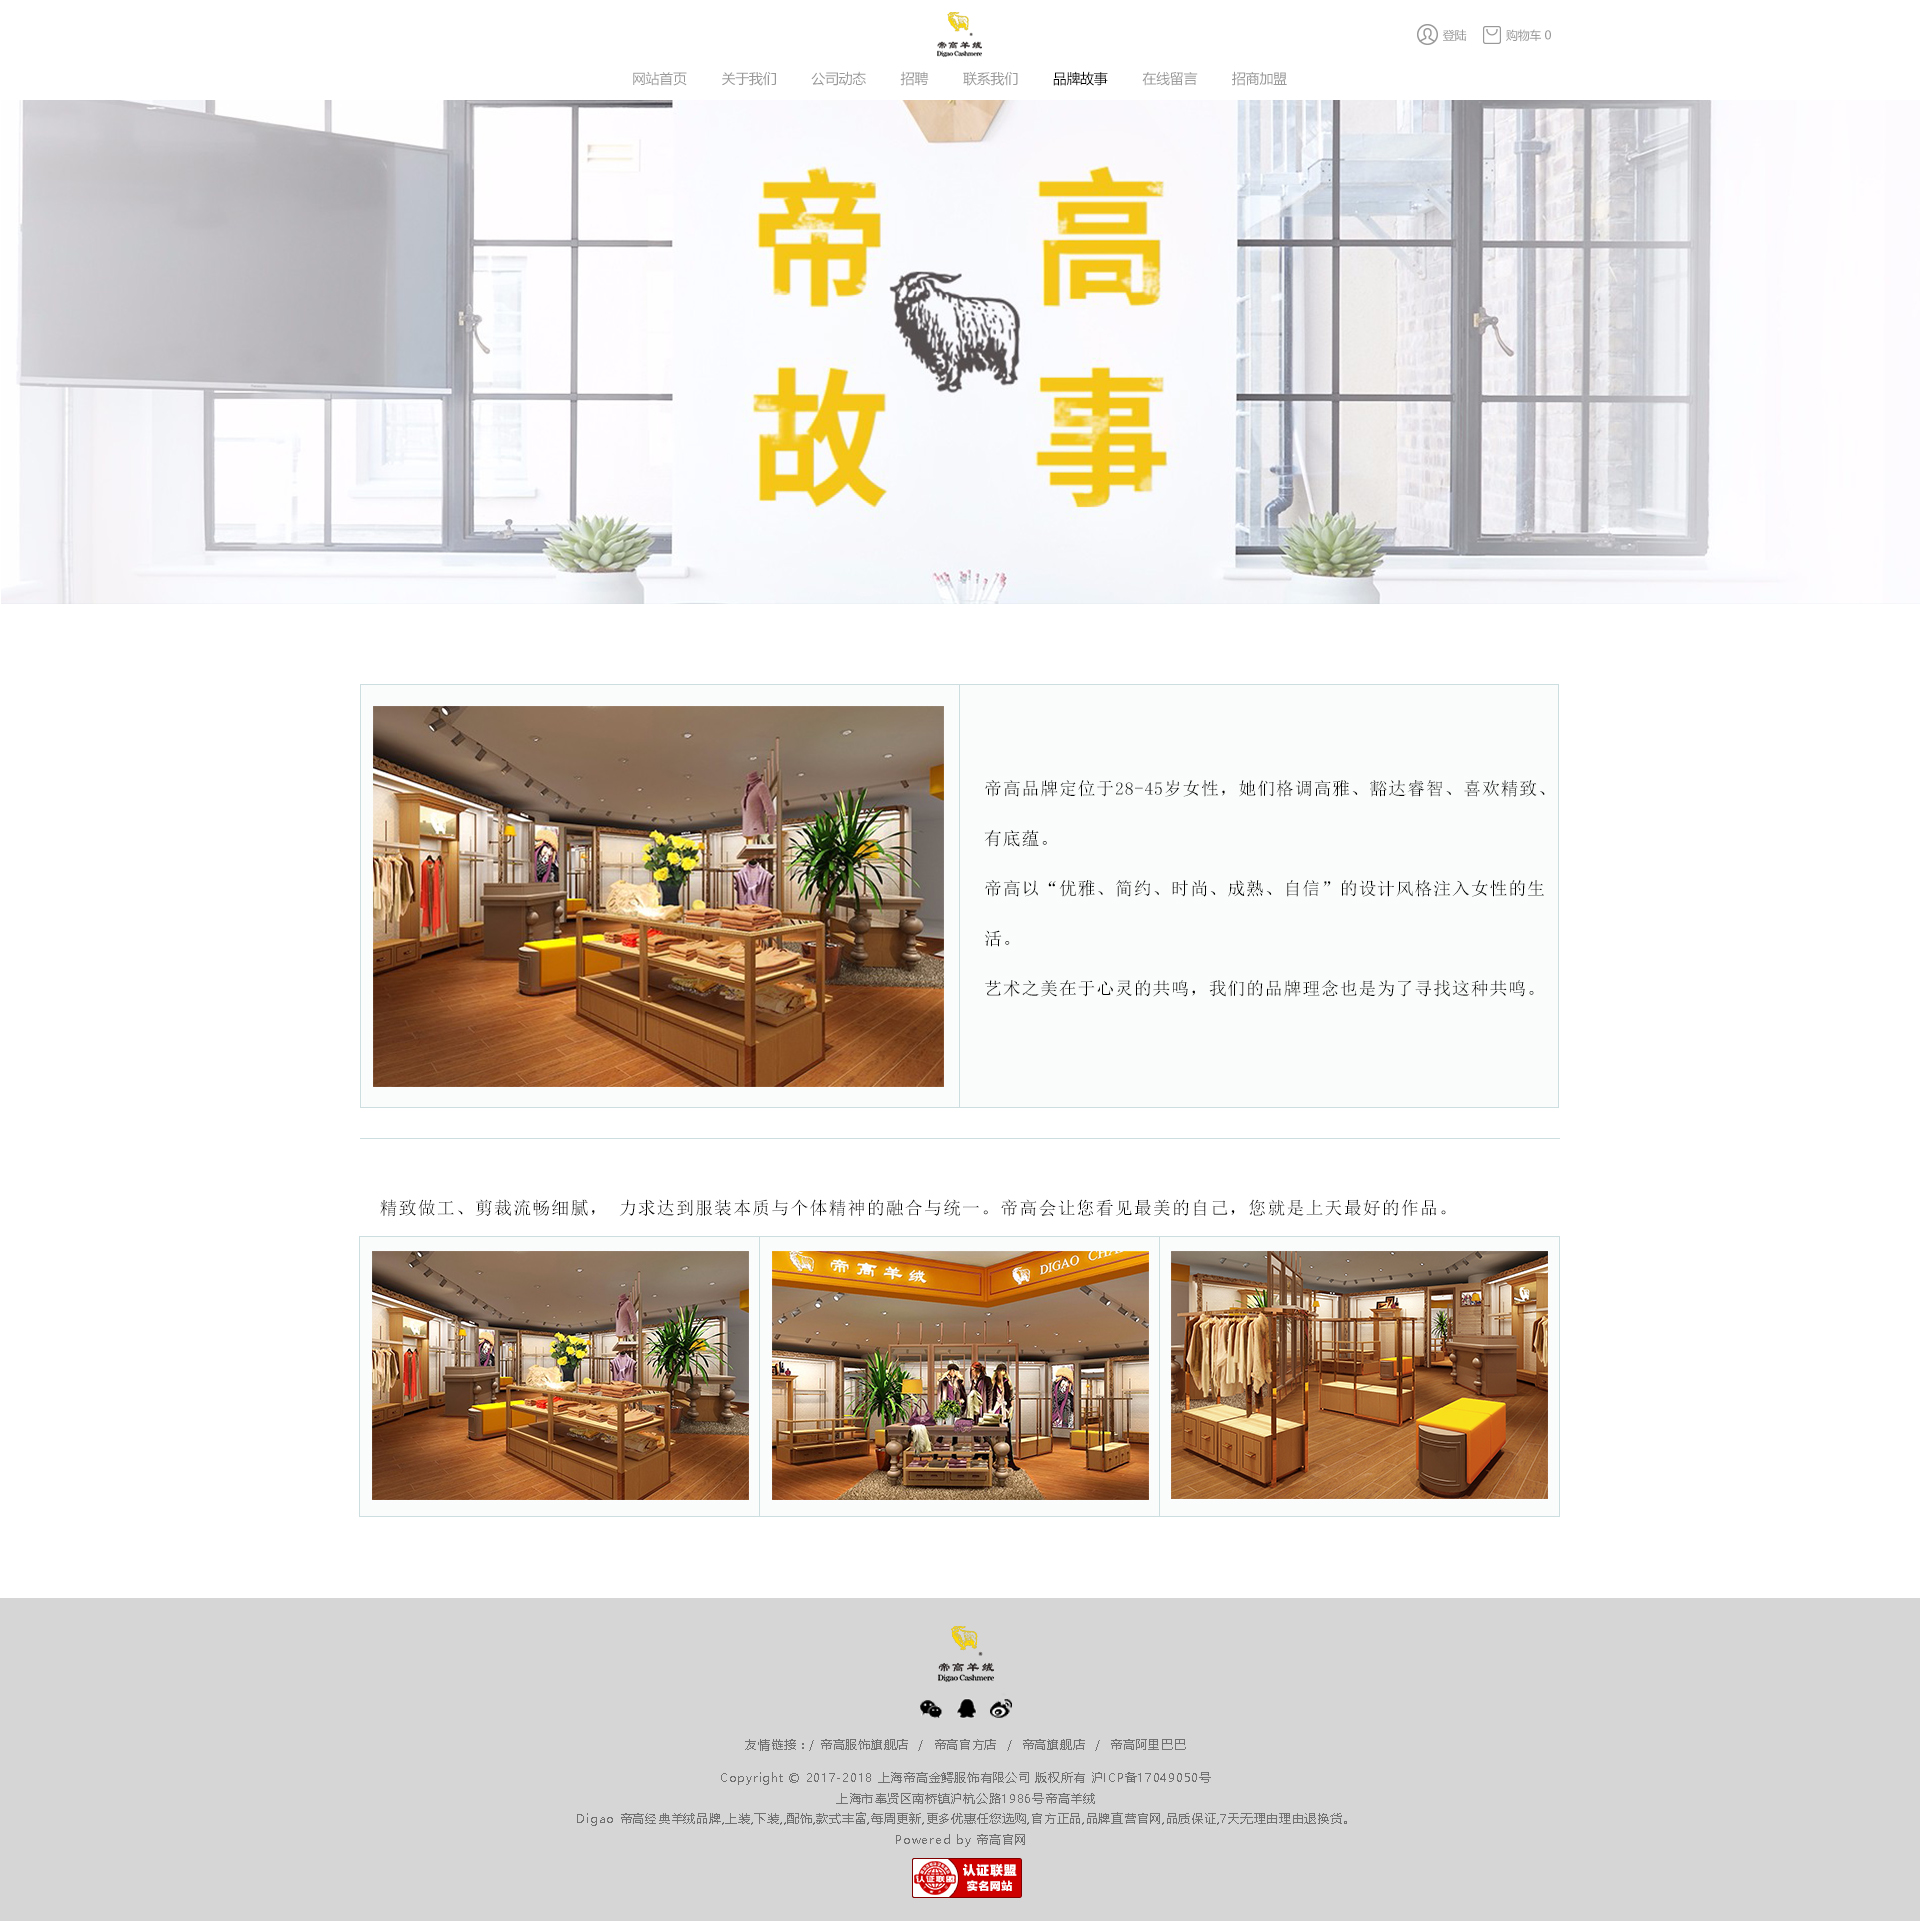 帝高羊绒
Digao Cashmere
登陆
购物车 0
网站首页 关于我们 公司动态 招聘 联系我们 品牌故事 在线留言 招商加盟
帝高
故事
帝高品牌定位于28-45岁女性，她们格调高雅、豁达睿智、喜欢精致、
有底蕴。
帝高以“优雅、简约、时尚、成熟、自信”的设计风格注入女性的生
活。
艺术之美在于心灵的共鸣，我们的品牌理念也是为了寻找这种共鸣。
精致做工、剪裁流畅细腻， 力求达到服装本质与个体精神的融合与统一。帝高会让您看见最美的自己，您就是上天最好的作品。
帝高羊绒
DIGAO
帝高羊绒
Digao Cashmere
友情链接：/ 帝高服饰旗舰店 / 帝高官方店 / 帝高旗舰店 / 帝高阿里巴巴
Copyright © 2017-2018 上海帝高金鳄服饰有限公司 版权所有 沪ICP备17049050号
上海市奉贤区南桥镇沪杭公路1986号帝高羊绒
Digao 帝高经典羊绒品牌,上装,下装,,配饰,款式丰富,每周更新,更多优惠任您选购,官方正品,品牌直营官网,品质保证,7天无理由理由退换货。
Powered by 帝高官网
认证联盟
认证联盟
实名网站